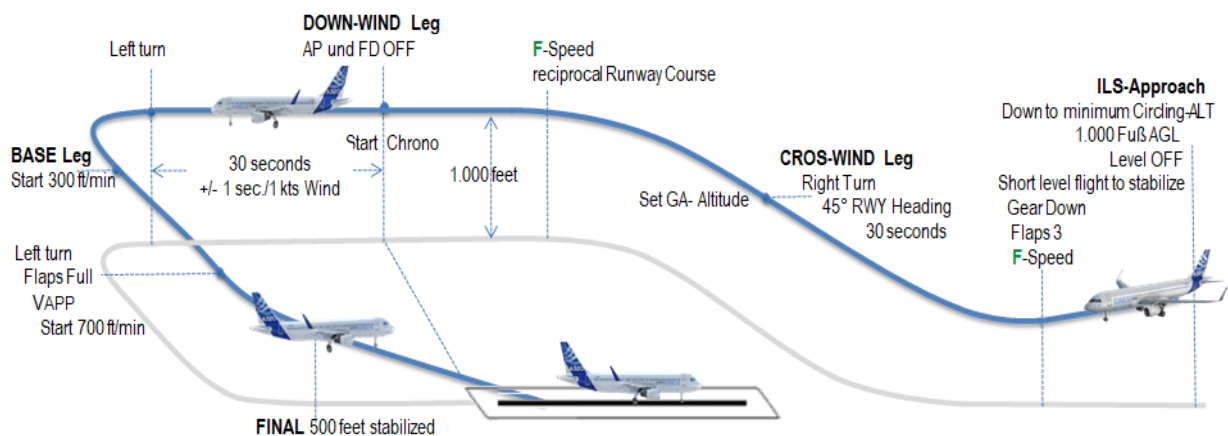 DOWN-WIND Leg
Left turn
AP und FD OFF
F-Speed
reciprocal Runway Course
ILS-Approach
Down to minimum Circling-ALT
1.000 Fuß AGL
Level OFF
Short level flight to stabilize
Gear Down
Flaps 3
F-Speed
Start Chrono
BASE Leg
Start 300 ft/min
30 seconds
+/- 1 sec./1 kts Wind
1.000 feet
CROS-WIND Leg
Right Turn
45° RWY Heading
30 seconds
Set GA- Altitude
Left turn
Flaps Full
VAPP
Start 700 ft/min
FINAL 500 feet stabilized